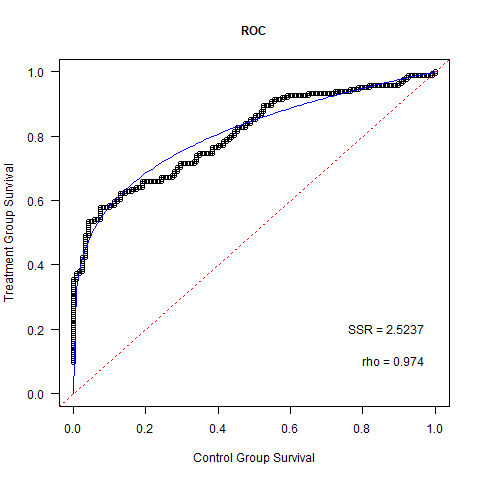 ROC
Treatment Group Survival
1.0
0.8
0.6
0.4
0.2
0.0
SSR = 2.5237
rho = 0.974
0.0 0.2 0.4 0.6 0.8 1.0
Control Group Survival